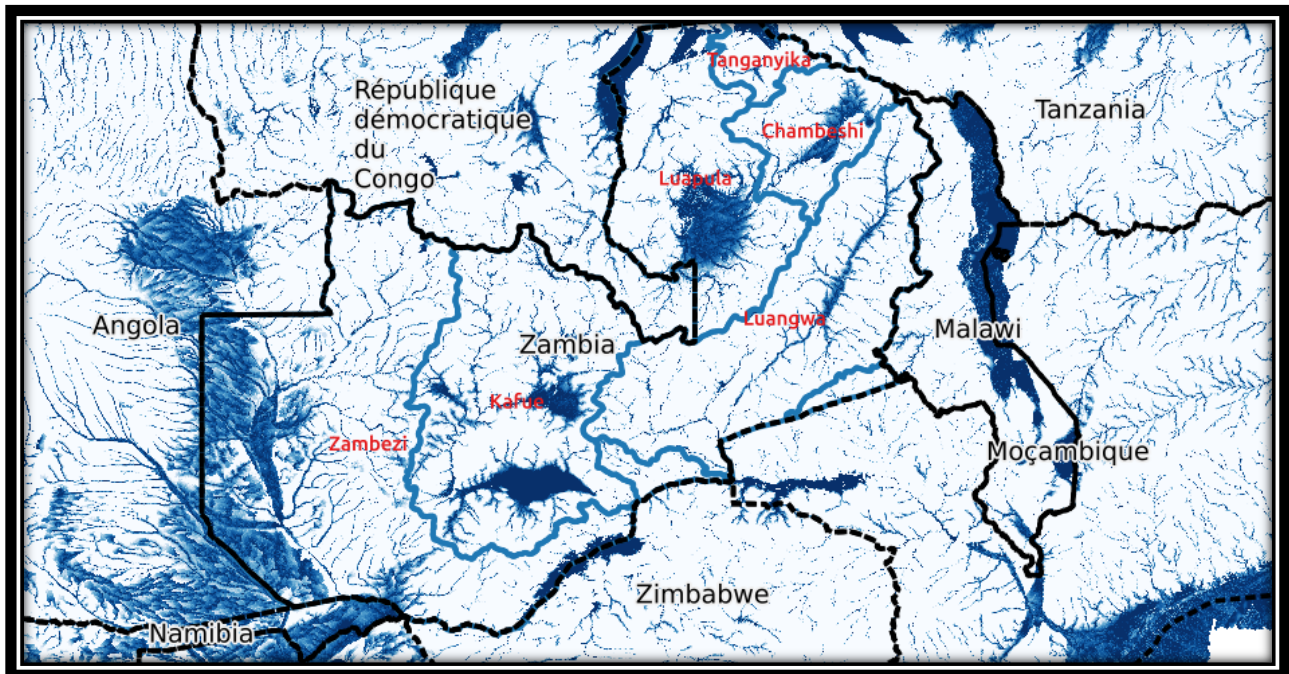 Tanganyika
République
démocratique
du
Congo
Tanzania
Chambeshi
Luapula
Angola
Luangwa
Malawi
Zambia
Kafue
Zambezi
Moçambique
Zimbabwe
Namibia